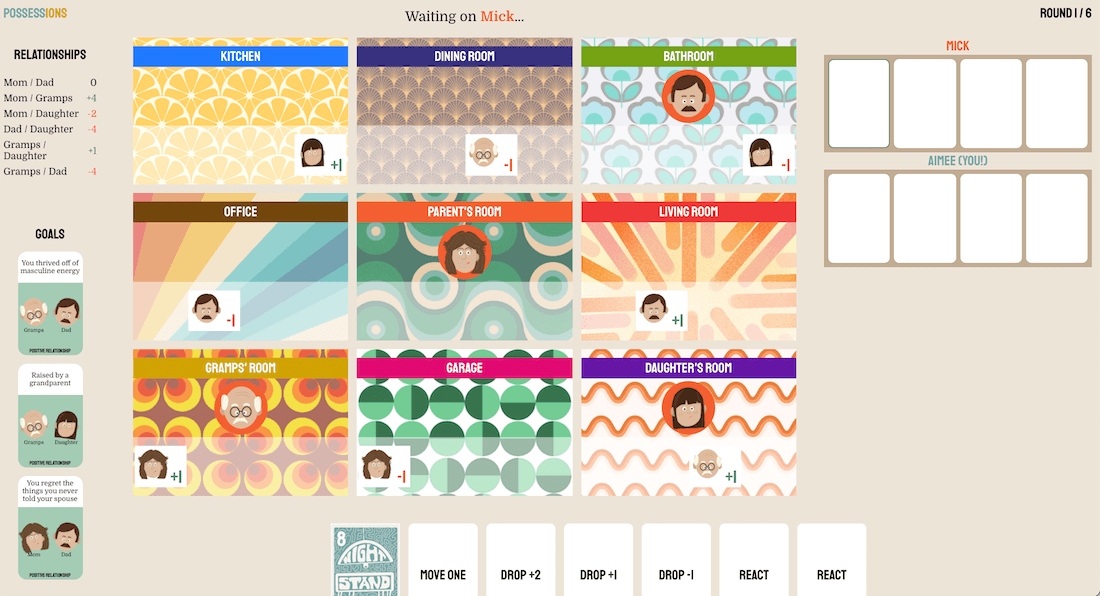 POSSESSIONS
Waiting on Mick...
ROUND 1 / 6
RELATIONSHIPS
Mom / Dad 0
Mom / Gramps +4
Mom / Daughter -2
Dad / Daughter -4
Gramps /
Daughter +1
Gramps / Dad -4
GOALS
You thrived off of
masculine energy
Gramps Dad
POSITIVE RELATIONSHIP
Raised by a
grandparent
Gramps Daughter
POSITIVE RELATIONSHIP
You regret the
things you never
told your spouse
Mom Dad
POSITIVE RELATIONSHIP
KITCHEN
+1
DINING ROOM
-1
BATHROOM
-1
OFFICE
-1
PARENT'S ROOM
LIVING ROOM
+1
GRAMPS' ROOM
+1
GARAGE
-1
DAUGHTER'S ROOM
+1
MICK
AIMEE (YOU!)
8
NIGHT
STAND
MOVE ONE
DROP +2
DROP +1
DROP -1
REACT
REACT